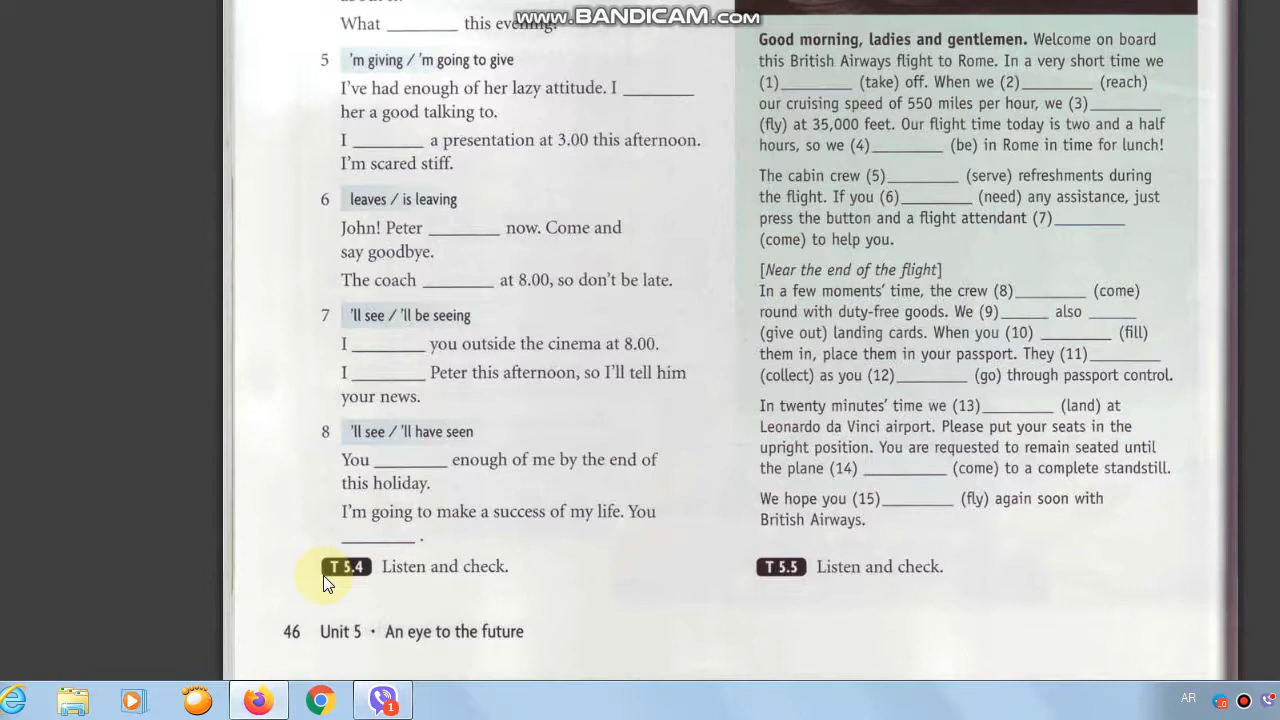 www.BANDICAM.com
What ________ this evening?
5 'm giving / 'm going to give
I've had enough of her lazy attitude. I ________
her a good talking to.
I ________ a presentation at 3.00 this afternoon.
I'm scared stiff.
6 leaves / is leaving
John! Peter ________ now. Come and
say goodbye.
The coach ________ at 8.00, so don't be late.
7 'll see / 'll be seeing
I ________ you outside the cinema at 8.00.
I ________ Peter this afternoon, so I'll tell him
your news.
8 'll see / 'll have seen
You ________ enough of me by the end of
this holiday.
I'm going to make a success of my life. You
________ .
T 5.4 Listen and check.
46 Unit 5 • An eye to the future
Good morning, ladies and gentlemen. Welcome on board
this British Airways flight to Rome. In a very short time we
(1) ________ (take) off. When we (2) ________ (reach)
our cruising speed of 550 miles per hour, we (3) ________
(fly) at 35,000 feet. Our flight time today is two and a half
hours, so we (4) ________ (be) in Rome in time for lunch!
The cabin crew (5) ________ (serve) refreshments during
the flight. If you (6) ________ (need) any assistance, just
press the button and a flight attendant (7) ________
(come) to help you.
[Near the end of the flight]
In a few moments' time, the crew (8) ________ (come)
round with duty-free goods. We (9) _____ also _____
(give out) landing cards. When you (10) ________ (fill)
them in, place them in your passport. They (11) ________
(collect) as you (12) ________ (go) through passport control.
In twenty minutes' time we (13) ________ (land) at
Leonardo da Vinci airport. Please put your seats in the
upright position. You are requested to remain seated until
the plane (14) ________ (come) to a complete standstill.
We hope you (15) ________ (fly) again soon with
British Airways.
T 5.5 Listen and check.
1
AR